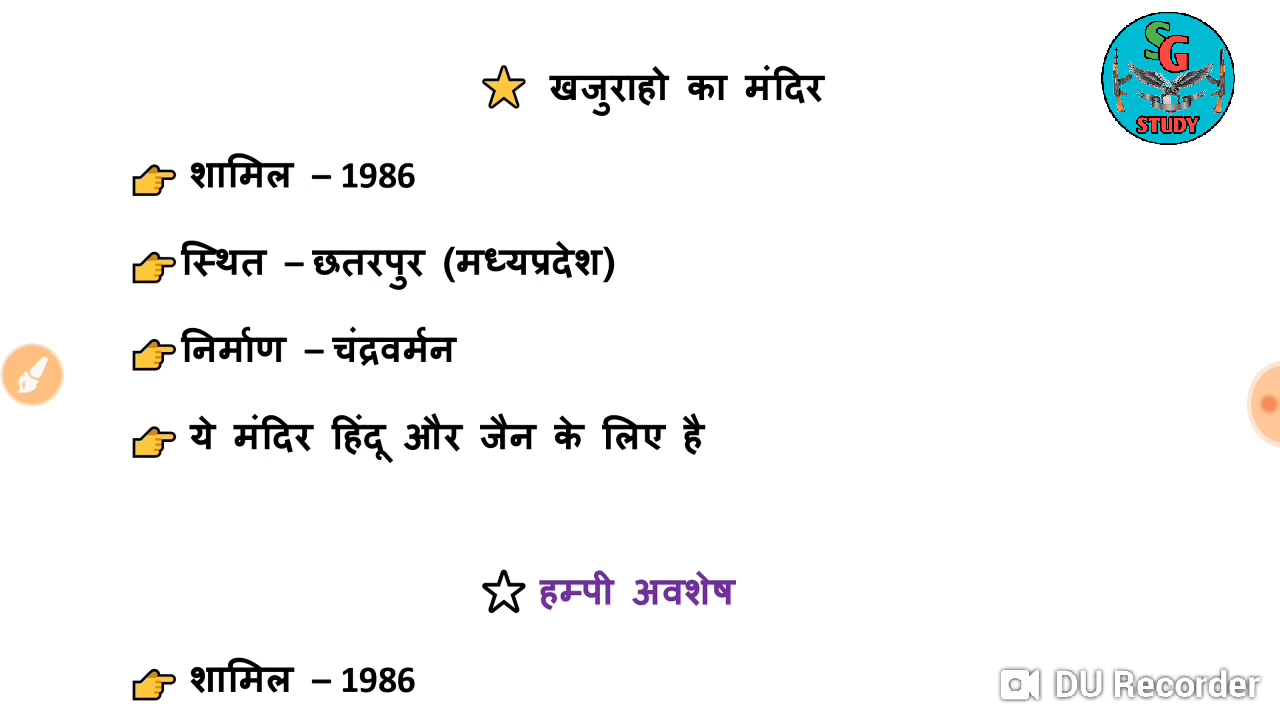 SG
STUDY
खजुराहो का मंदिर
शामिल – 1986
स्थित – छतरपुर (मध्यप्रदेश)
निर्माण – चंद्रवर्मन
ये मंदिर हिंदू और जैन के लिए है
हम्पी अवशेष
शामिल – 1986
DU Recorder